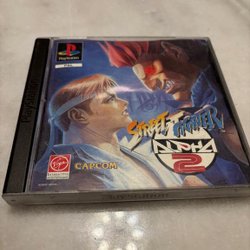 PlayStation
PAL
STREET FIGHTER
ALPHA
2
Virgin
CAPCOM